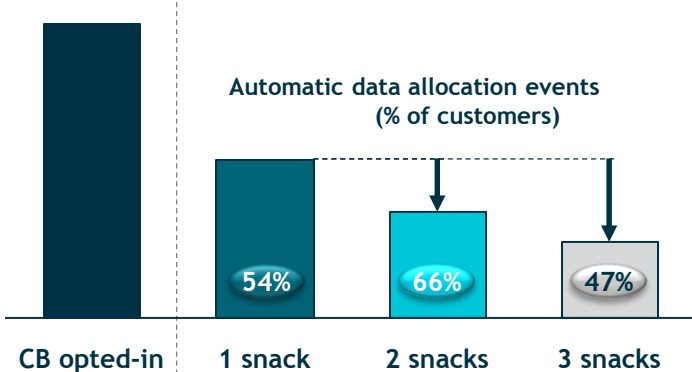 Automatic data allocation events
(% of customers)
54%
66%
47%
CB opted-in
1 snack
2 snacks
3 snacks